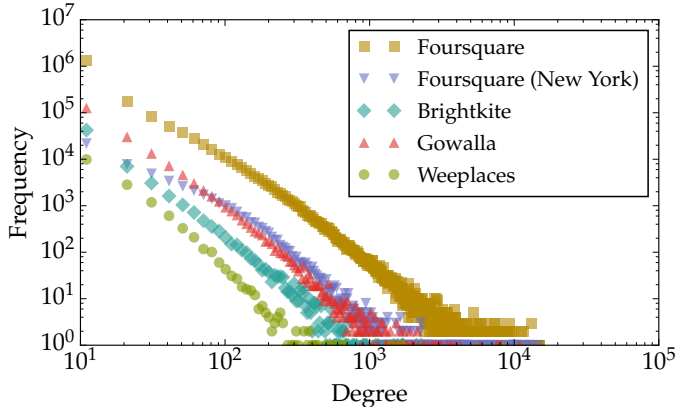 10^7
10^6
10^5
10^4
10^3
10^2
10^1
10^0
Frequency
Foursquare
Foursquare (New York)
Brightkite
Gowalla
Weeplaces
10^1 10^2 10^3 10^4 10^5
Degree